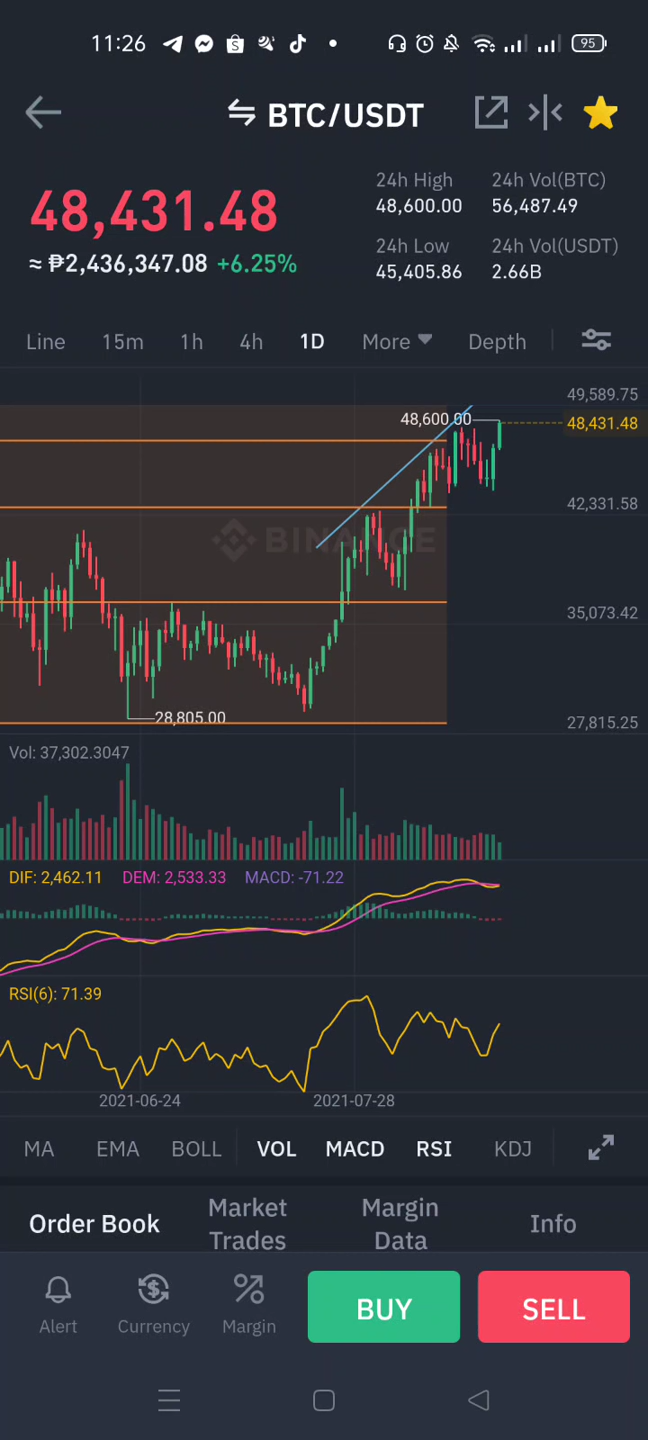 11:26
95
BTC/USDT
48,431.48
≈ ₱2,436,347.08 +6.25%
24h High
48,600.00
24h Vol(BTC)
56,487.49
24h Low
45,405.86
24h Vol(USDT)
2.66B
Line 15m 1h 4h 1D More Depth
49,589.75
48,600.00
48,431.48
42,331.58
BINANCE
35,073.42
28,805.00
27,815.25
Vol: 37,302.3047
DIF: 2,462.11 DEM: 2,533.33 MACD: -71.22
RSI(6): 71.39
2021-06-24 2021-07-28
MA EMA BOLL VOL MACD RSI KDJ
Order Book
Market
Trades
Margin
Data
Info
Alert Currency Margin
BUY SELL